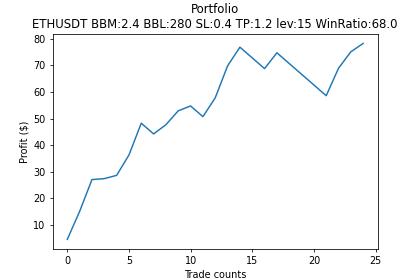 Portfolio
ETHUSDT BBM:2.4 BBL:280 SL:0.4 TP:1.2 lev:15 WinRatio:68.0
80
70
60
50
40
30
20
10
Profit ($)
0 5 10 15 20 25
Trade counts